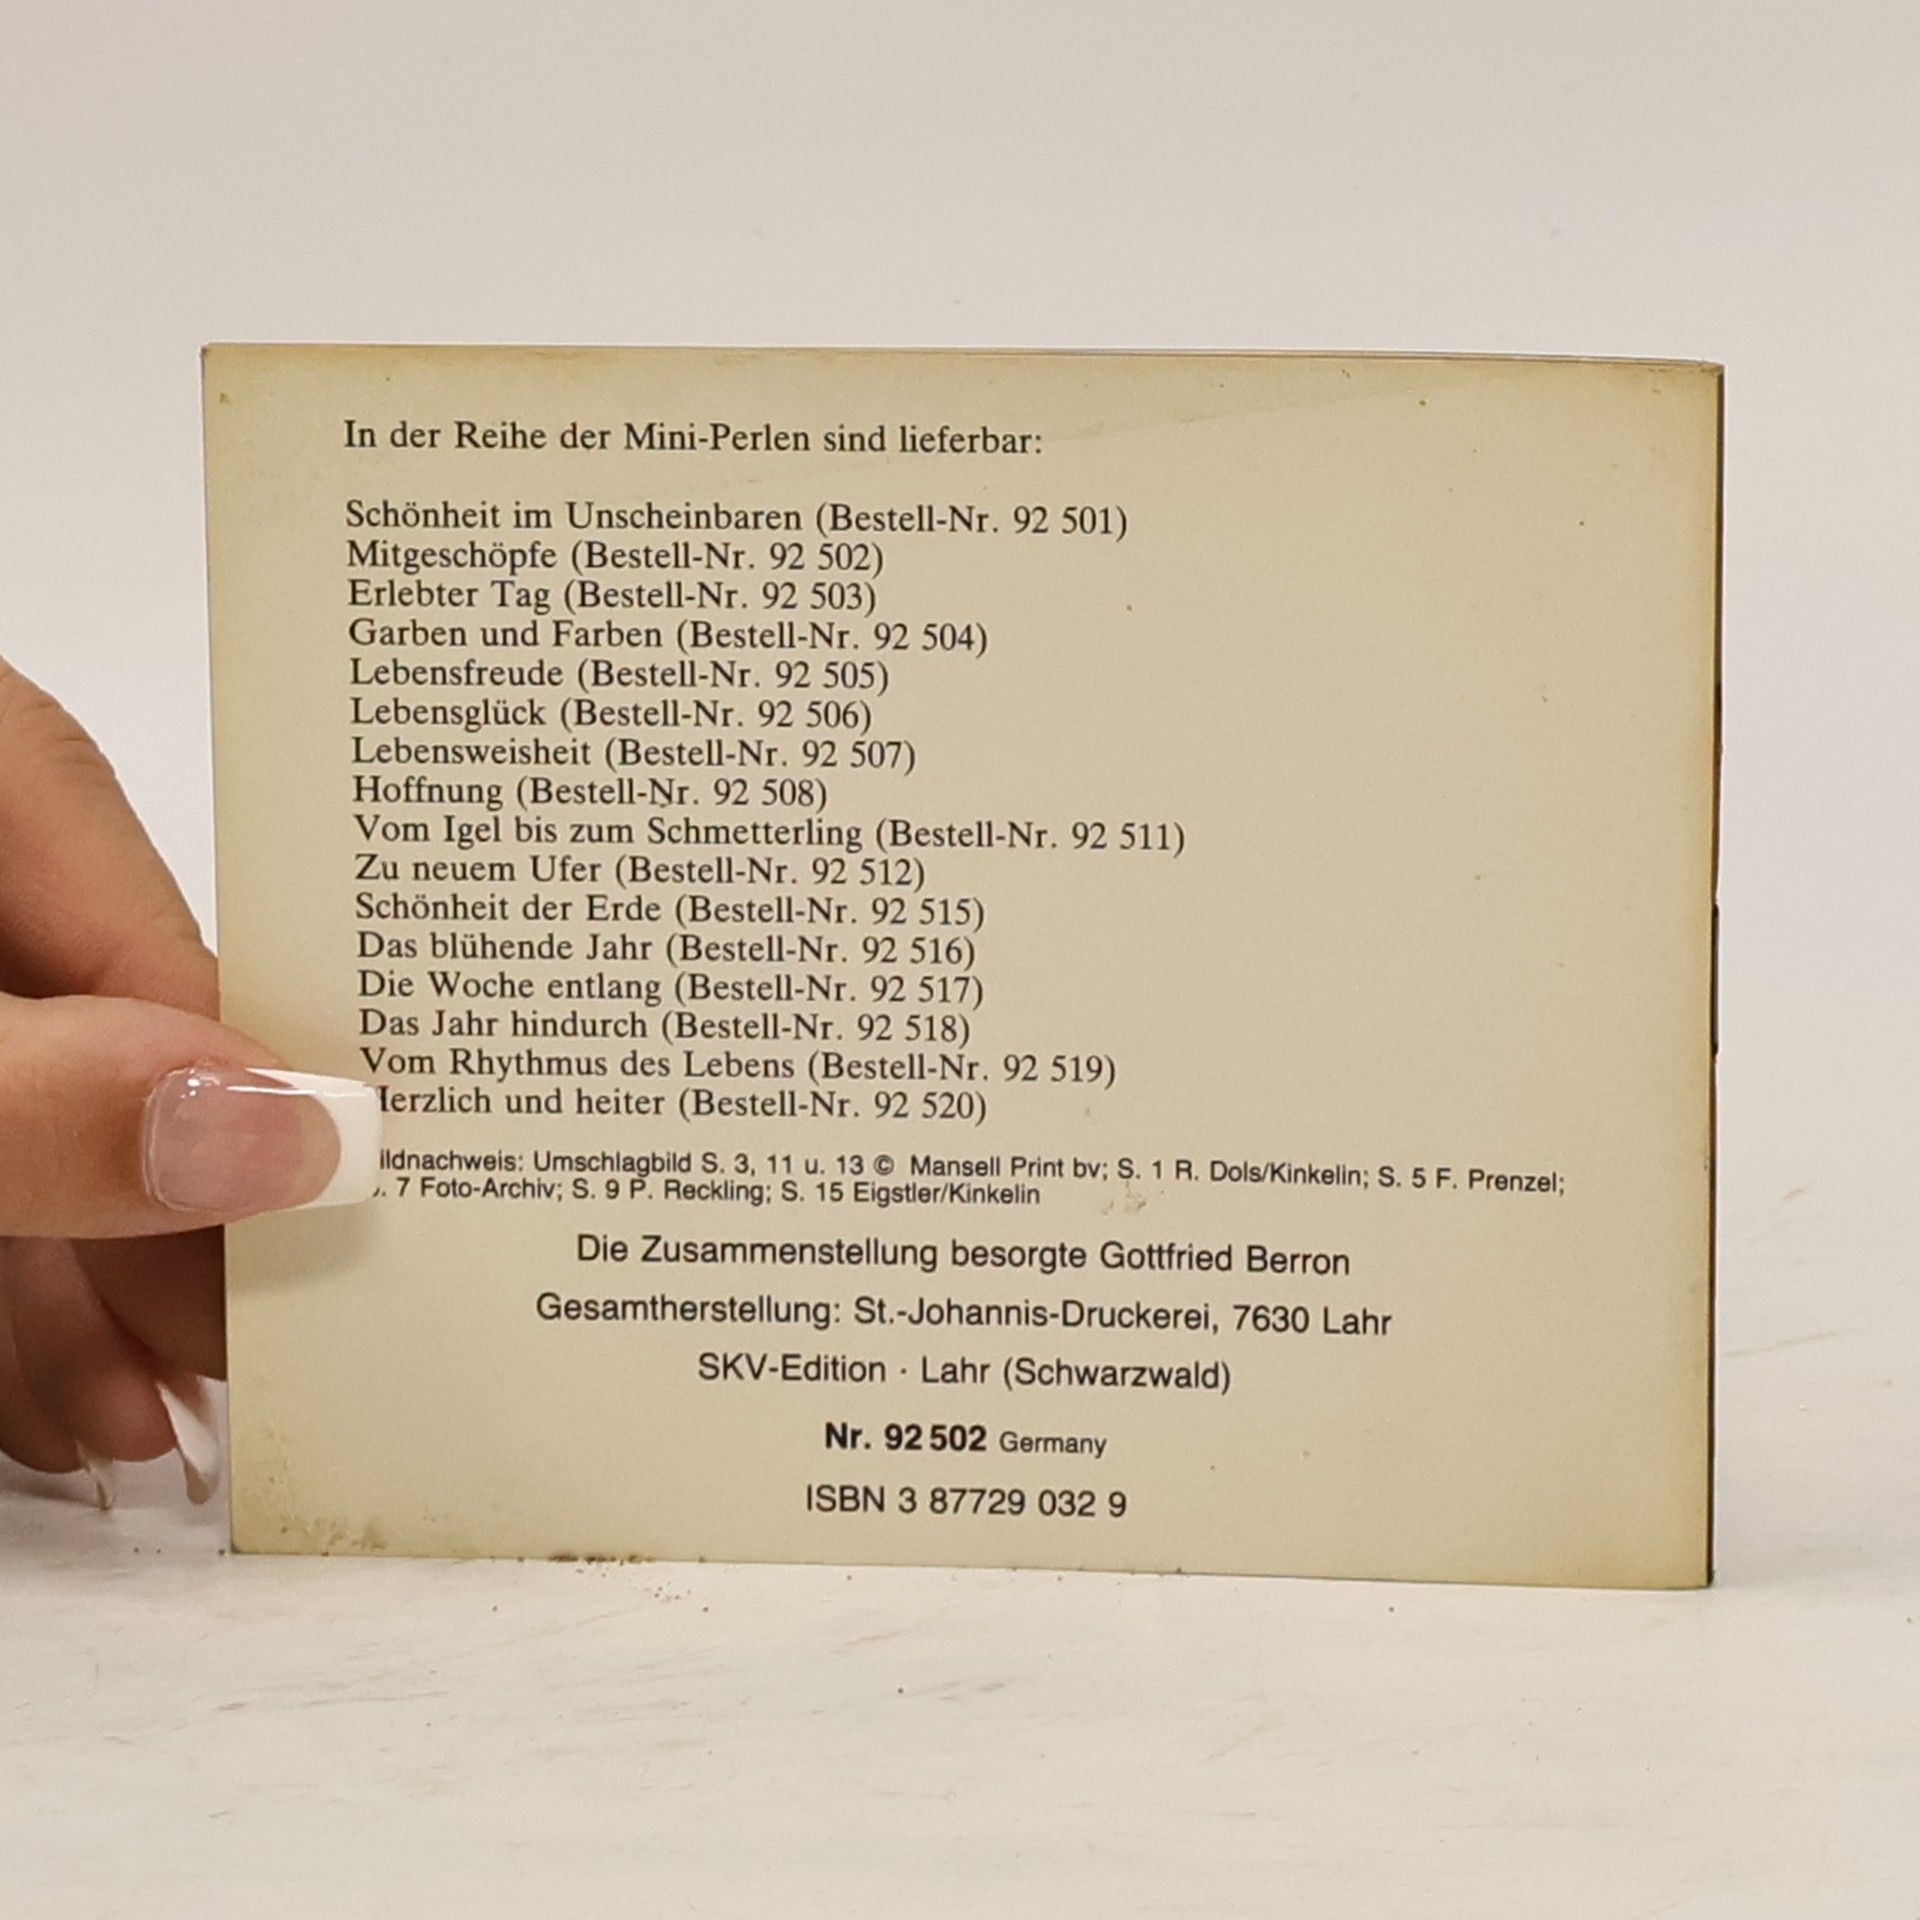 In der Reihe der Mini-Perlen sind lieferbar:
Schönheit im Unscheinbaren (Bestell-Nr. 92 501)
Mitgeschöpfe (Bestell-Nr. 92 502)
Erlebter Tag (Bestell-Nr. 92 503)
Garben und Farben (Bestell-Nr. 92 504)
Lebensfreude (Bestell-Nr. 92 505)
Lebensglück (Bestell-Nr. 92 506)
Lebensweisheit (Bestell-Nr. 92 507)
Hoffnung (Bestell-Nr. 92 508)
Vom Igel bis zum Schmetterling (Bestell-Nr. 92 511)
Zu neuem Ufer (Bestell-Nr. 92 512)
Schönheit der Erde (Bestell-Nr. 92 515)
Das blühende Jahr (Bestell-Nr. 92 516)
Die Woche entlang (Bestell-Nr. 92 517)
Das Jahr hindurch (Bestell-Nr. 92 518)
Vom Rhythmus des Lebens (Bestell-Nr. 92 519)
Herzlich und heiter (Bestell-Nr. 92 520)
ildnachweis: Umschlagbild S. 3, 11 u. 13 © Mansell Print bv; S. 1 R. Dols/Kinkelin; S. 5 F. Prenzel;
7 Foto-Archiv; S. 9 P. Reckling; S. 15 Eigstler/Kinkelin
Die Zusammenstellung besorgte Gottfried Berron
Gesamtherstellung: St.-Johannis-Druckerei, 7630 Lahr
SKV-Edition · Lahr (Schwarzwald)
Nr. 92 502 Germany
ISBN 3 87729 032 9